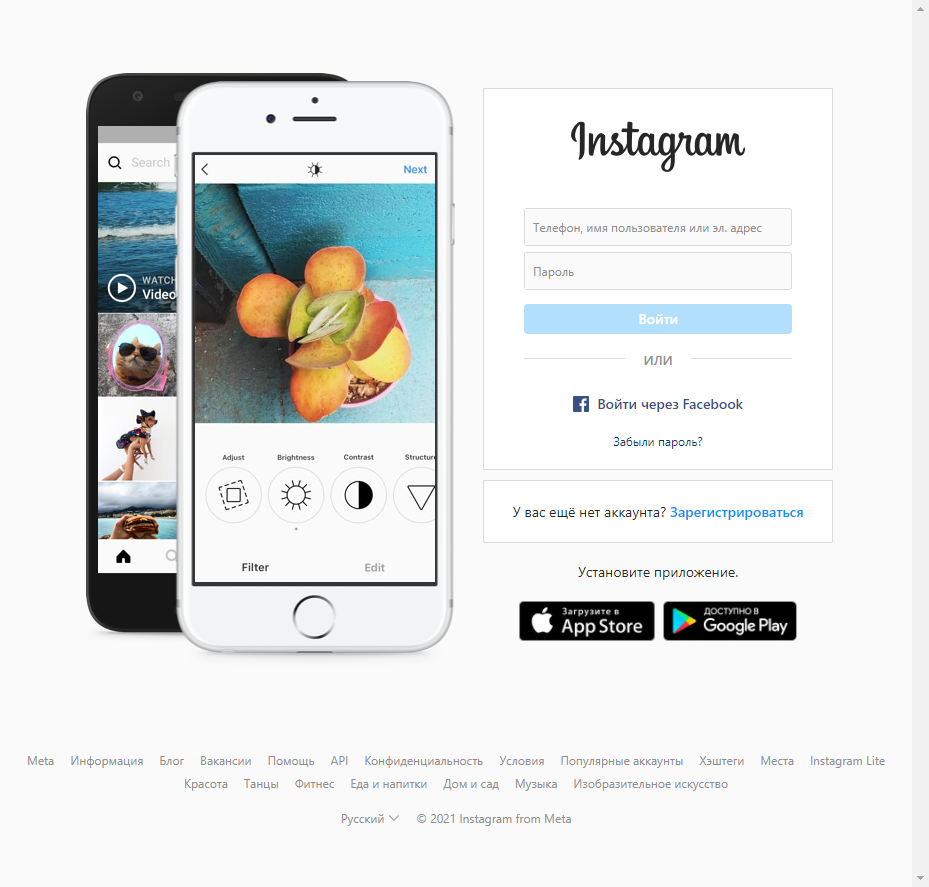 Search
WATCH
Video
Next
Adjust
Brightness
Contrast
Structure
Filter
Edit
Instagram
Телефон, имя пользователя или эл. адрес
Пароль
Войти
ИЛИ
Войти через Facebook
Забыли пароль?
У вас ещё нет аккаунта? Зарегистрироваться
Установите приложение.
Загрузите в
App Store
ДОСТУПНО В
Google Play
Meta Информация Блог Вакансии Помощь API Конфиденциальность Условия Популярные аккаунты Хэштеги Места Instagram Lite
Красота Танцы Фитнес Еда и напитки Дом и сад Музыка Изобразительное искусство
Русский © 2021 Instagram from Meta